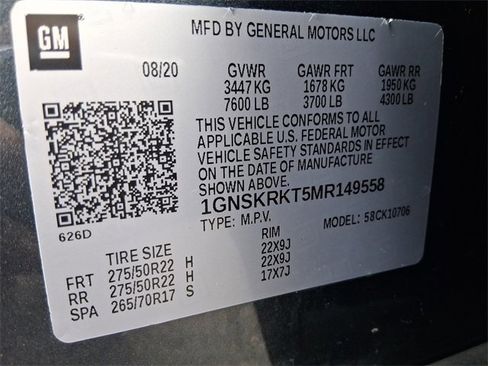 GM
MFD BY GENERAL MOTORS LLC
08/20 GVWR GAWR FRT GAWR RR
3447 KG 1678 KG 1950 KG
7600 LB 3700 LB 4300 LB
THIS VEHICLE CONFORMS TO ALL
APPLICABLE U.S. FEDERAL MOTOR
VEHICLE SAFETY STANDARDS IN EFFECT
ON THE DATE OF MANUFACTURE
SHOWN ABOVE.
1GNSKRKT5MR149558
626D TYPE: M.P.V. MODEL: 58CK10706
TIRE SIZE RIM
FRT 275/50R22 H 22X9J
RR 275/50R22 H 22X9J
SPA 265/70R17 S 17X7J